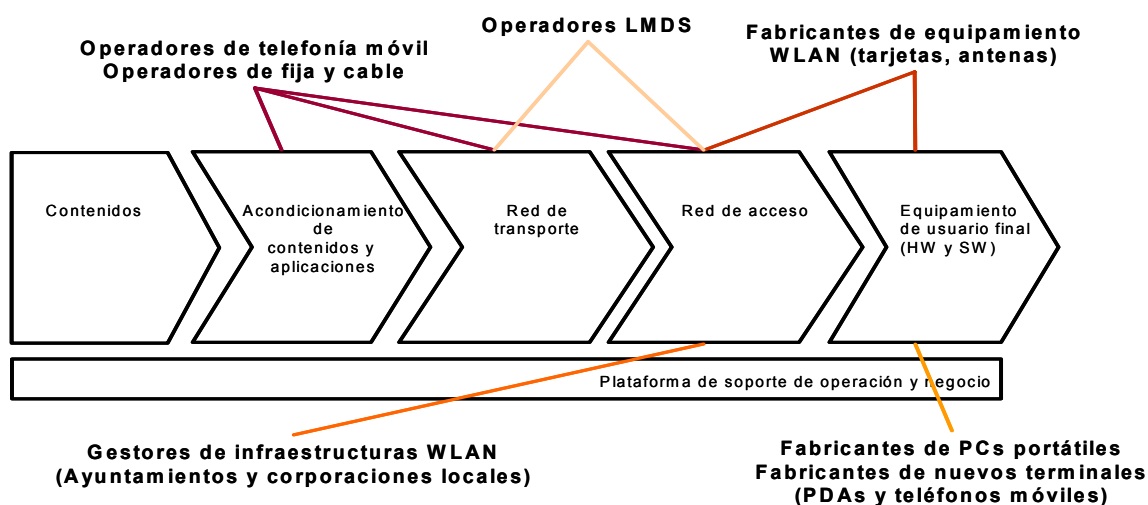 Operadores de telefonía móvil
Operadores de fija y cable
Operadores LMDS
Fabricantes de equipamiento
WLAN (tarjetas, antenas)
Contenidos
Acondicionamiento
de
contenidos y
aplicaciones
Red de
transporte
Red de acceso
Equipamiento
de usuario final
(HW y SW)
Plataforma de soporte de operación y negocio
Gestores de infraestructuras WLAN
(Ayuntamientos y corporaciones locales)
Fabricantes de PCs portátiles
Fabricantes de nuevos terminales
(PDAs y teléfonos móviles)